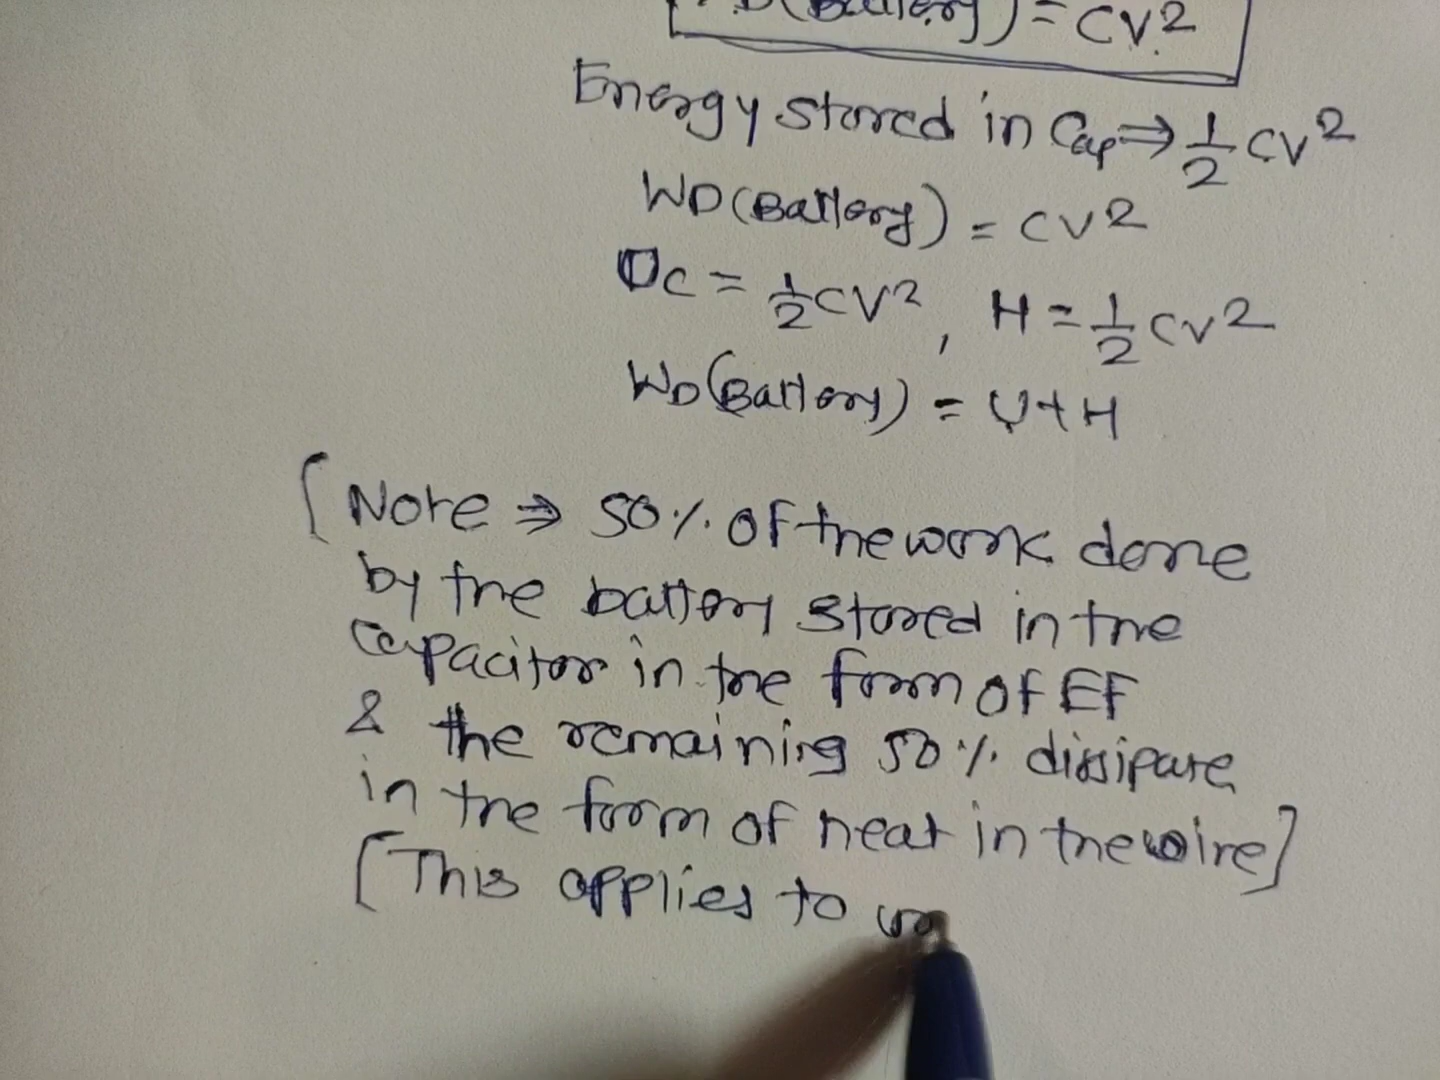 (Battery) = CV²
Energy stored in Cap ⇒ 1/2 CV²
WD (Battery) = CV²
Uc = 1/2 CV², H = 1/2 CV²
WD (Battery) = U + H
[Note ⇒ 50% of the work done
by the battery stored in the
Capacitor in the form of EF
& the remaining 50% dissipate
in the form of heat in the wire]
[This applies to